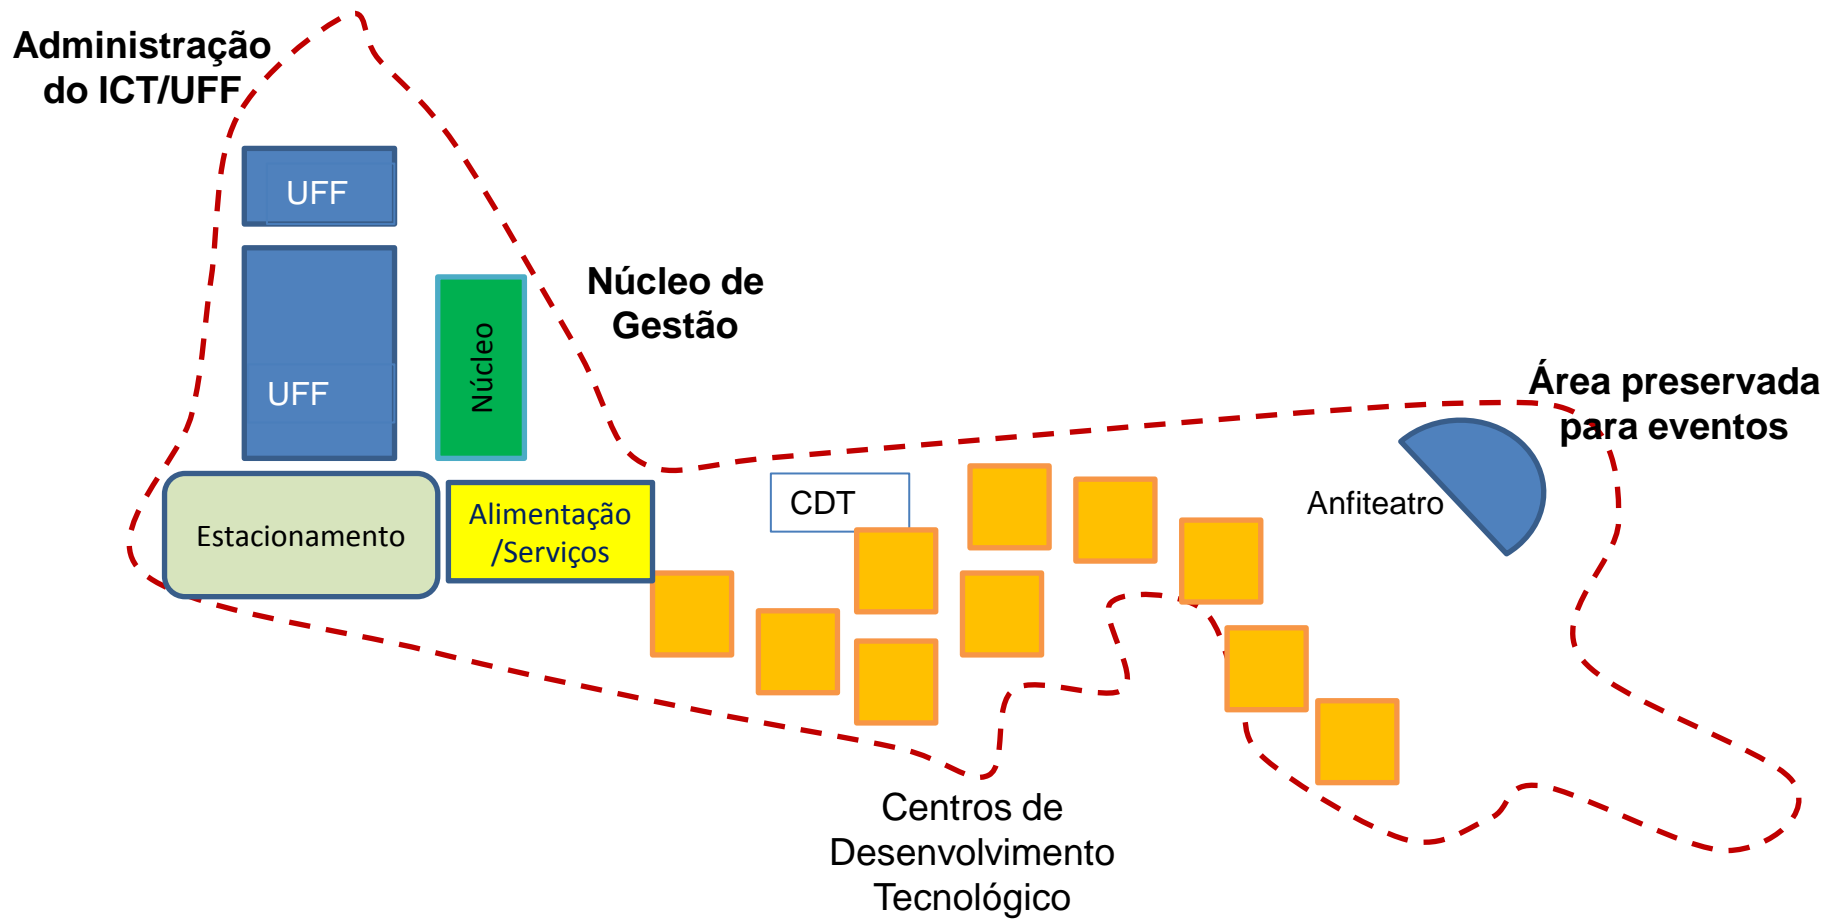 Administração
do ICT/UFF
UFF
UFF
Núcleo
Núcleo de
Gestão
Área preservada
para eventos
Estacionamento
Alimentação
/Serviços
CDT
Anfiteatro
Centros de
Desenvolvimento
Tecnológico